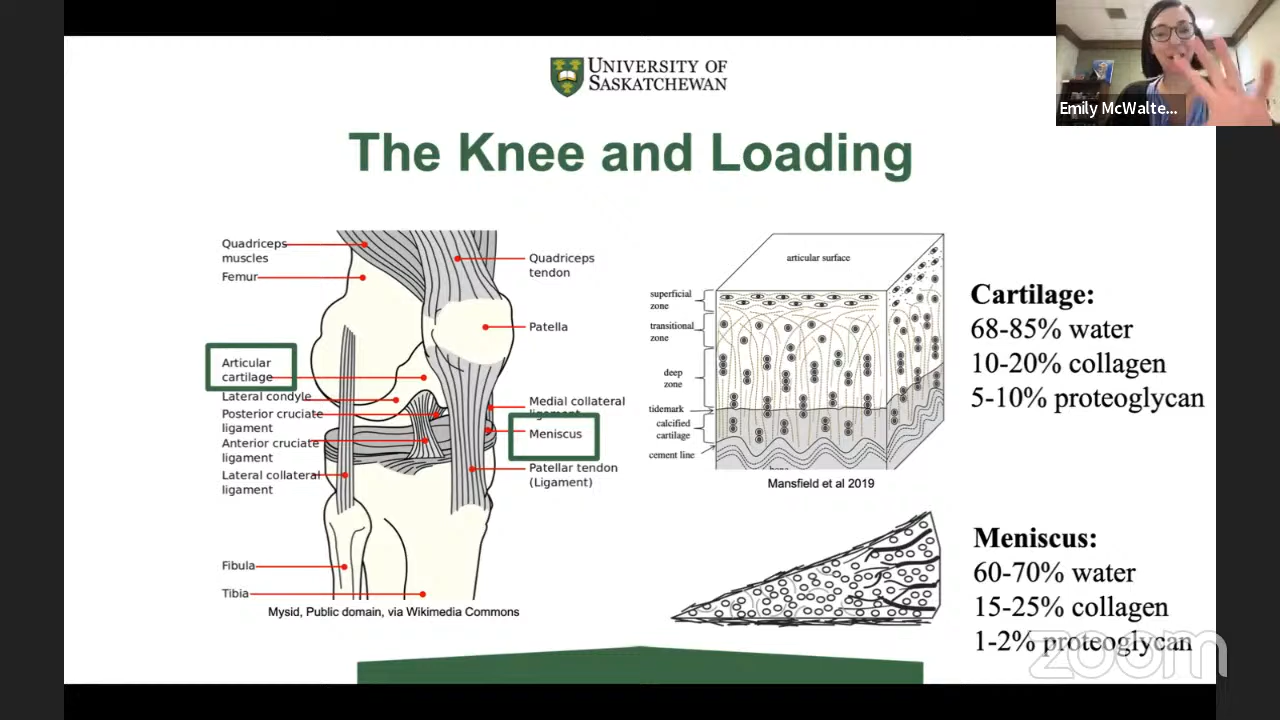 UNIVERSITY OF
SASKATCHEWAN
Emily McWalte...
The Knee and Loading
Quadriceps
muscles
Femur
Articular
cartilage
Lateral condyle
Posterior cruciate
ligament
Anterior cruciate
ligament
Lateral collateral
ligament
Fibula
Tibia
Quadriceps
tendon
Patella
Medial collateral
ligament
Meniscus
Patellar tendon
(Ligament)
Mysid, Public domain, via Wikimedia Commons
articular surface
superficial
zone
transitional
zone
deep
zone
tidemark
calcified
cartilage
cement line
bone
Mansfield et al 2019
Cartilage:
68-85% water
10-20% collagen
5-10% proteoglycan
Meniscus:
60-70% water
15-25% collagen
1-2% proteoglycan
zoom